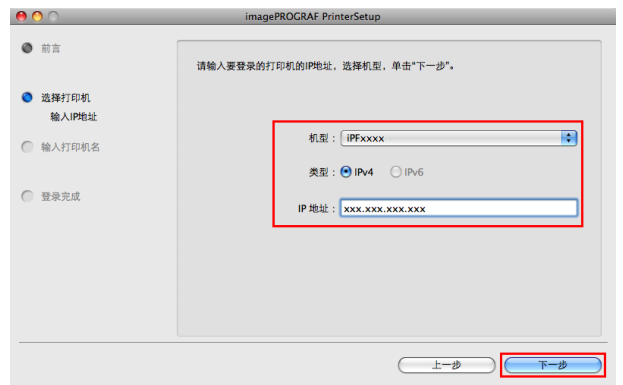 imagePROGRAF PrinterSetup
前言
选择打印机
输入IP地址
输入打印机名
登录完成
请输入要登录的打印机的IP地址，选择机型，单击“下一步”。
机型： iPFxxxx
类型： IPv4 IPv6
IP 地址： xxx.xxx.xxx.xxx
上一步 下一步